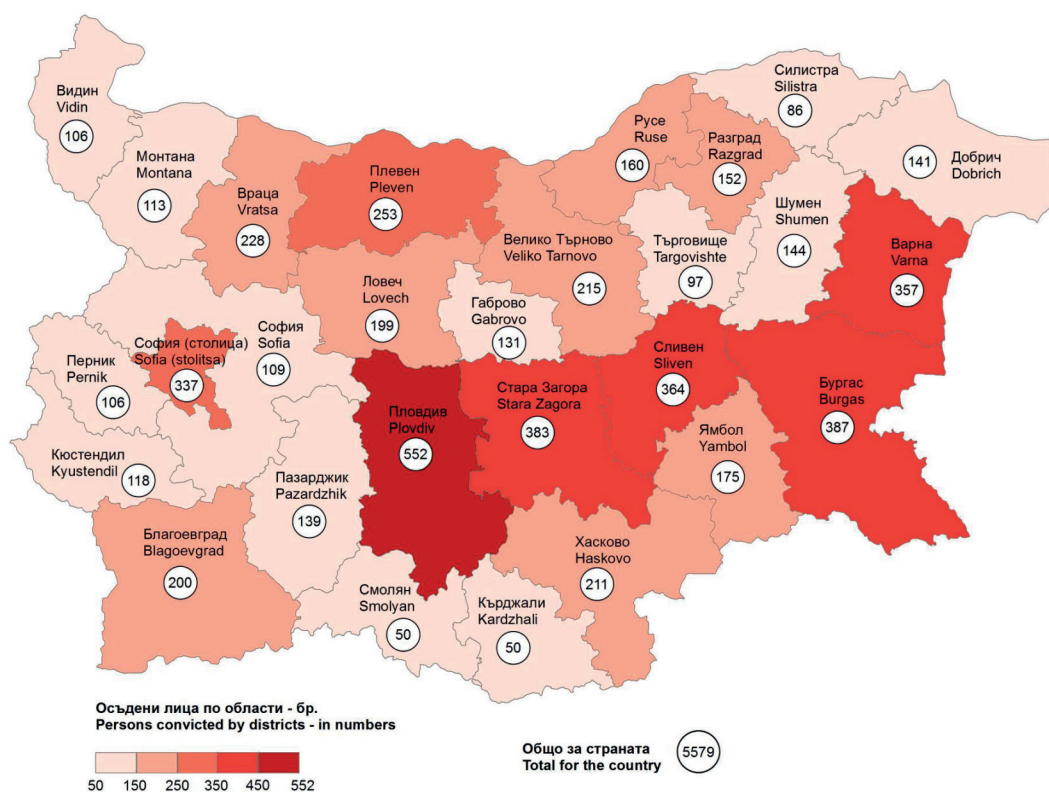 Видин
Vidin
106
Монтана
Montana
113
Враца
Vratsa
228
Плевен
Pleven
253
Русе
Ruse
160
Разград
Razgrad
152
Силистра
Silistra
86
141
Добрич
Dobrich
Шумен
Shumen
144
Варна
Varna
357
Търговище
Targovishte
97
Велико Търново
Veliko Tarnovo
215
Ловеч
Lovech
199
Габрово
Gabrovo
131
София (столица)
Sofia (stolitsa)
337
София
Sofia
109
Перник
Pernik
106
Кюстендил
Kyustendil
118
Благоевград
Blagoevgrad
200
Пазарджик
Pazardzhik
139
Пловдив
Plovdiv
552
Стара Загора
Stara Zagora
383
Сливен
Sliven
364
Бургас
Burgas
387
Ямбол
Yambol
175
Хасково
Haskovo
211
Смолян
Smolyan
50
Кърджали
Kardzhali
50
Осъдени лица по области - бр.
Persons convicted by districts - in numbers
50 150 250 350 450 552
Общо за страната
Total for the country
5579